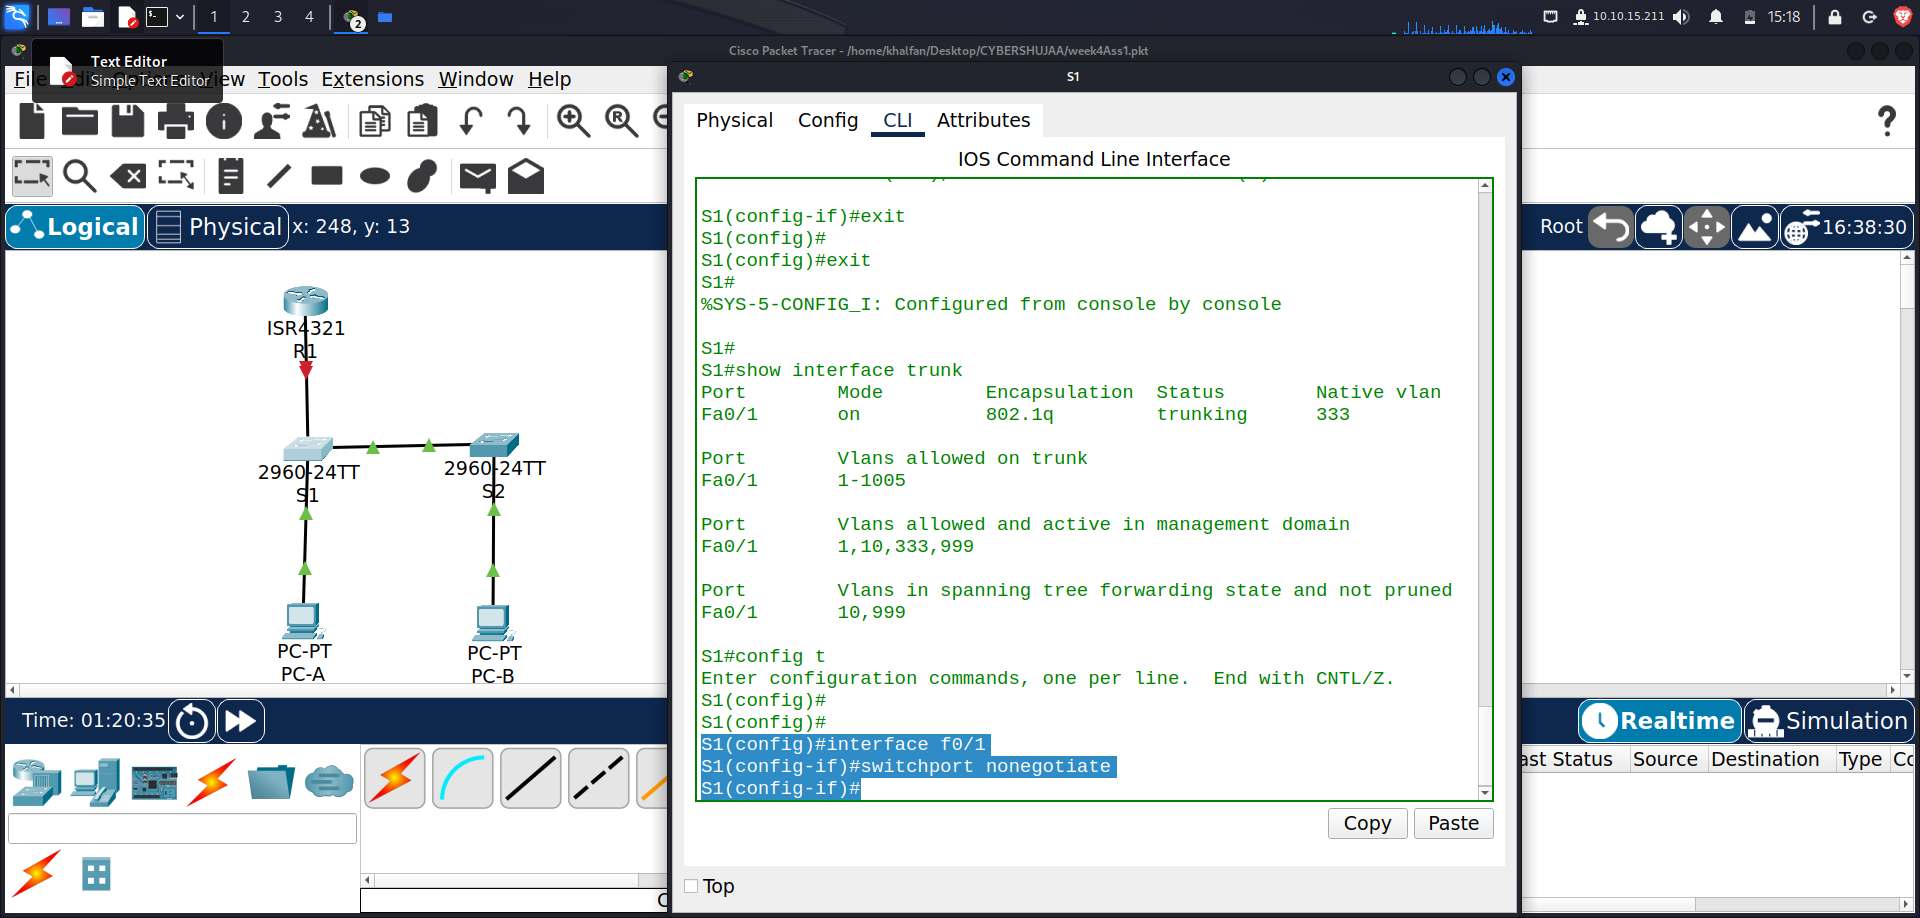 1 2 3 4 2
10.10.15.211 15:18
Cisco Packet Tracer - /home/khalfan/Desktop/CYBERSHUJAA/week4Ass1.pkt
Text Editor
Simple Text Editor
File View Tools Extensions Window Help
Logical Physical x: 248, y: 13
Root 16:38:30
ISR4321
R1
2960-24TT
S1
2960-24TT
S2
PC-PT
PC-A
PC-PT
PC-B
Time: 01:20:35
Realtime Simulation
ast Status Source Destination Type Co
S1
Physical Config CLI Attributes
IOS Command Line Interface
S1(config-if)#exit
S1(config)#
S1(config)#exit
S1#
%SYS-5-CONFIG_I: Configured from console by console
S1#
S1#show interface trunk
Port Mode Encapsulation Status Native vlan
Fa0/1 on 802.1q trunking 333
Port Vlans allowed on trunk
Fa0/1 1-1005
Port Vlans allowed and active in management domain
Fa0/1 1,10,333,999
Port Vlans in spanning tree forwarding state and not pruned
Fa0/1 10,999
S1#config t
Enter configuration commands, one per line. End with CNTL/Z.
S1(config)#
S1(config)#
S1(config)#interface f0/1
S1(config-if)#switchport nonegotiate
S1(config-if)#
Copy Paste
Top